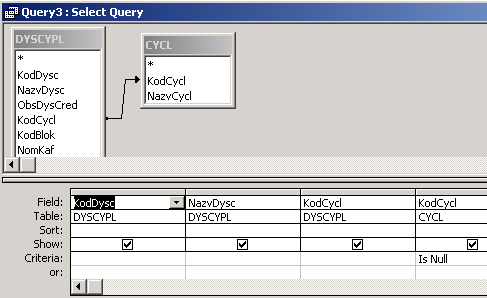 Query3 : Select Query
DYSCYPL
*
KodDysc
NazvDysc
ObsDysCred
KodCycl
KodBlok
NomKaf
CYCL
*
KodCycl
NazvCycl
Field: KodDysc NazvDysc KodCycl KodCycl
Table: DYSCYPL DYSCYPL DYSCYPL CYCL
Sort:
Show:
Criteria: Is Null
or: